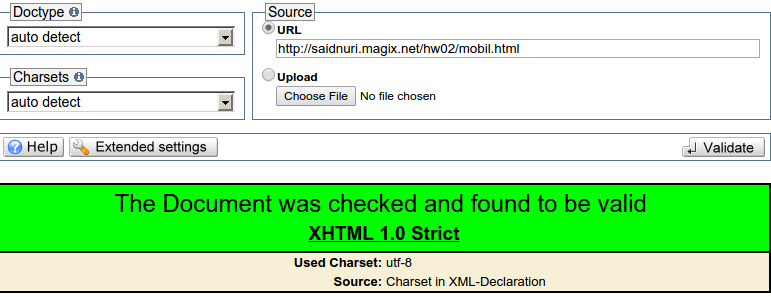 Doctype
auto detect
Charsets
auto detect
Source
URL
http://saidnuri.magix.net/hw02/mobil.html
Upload
Choose File No file chosen
Help Extended settings Validate
The Document was checked and found to be valid
XHTML 1.0 Strict
Used Charset: utf-8
Source: Charset in XML-Declaration